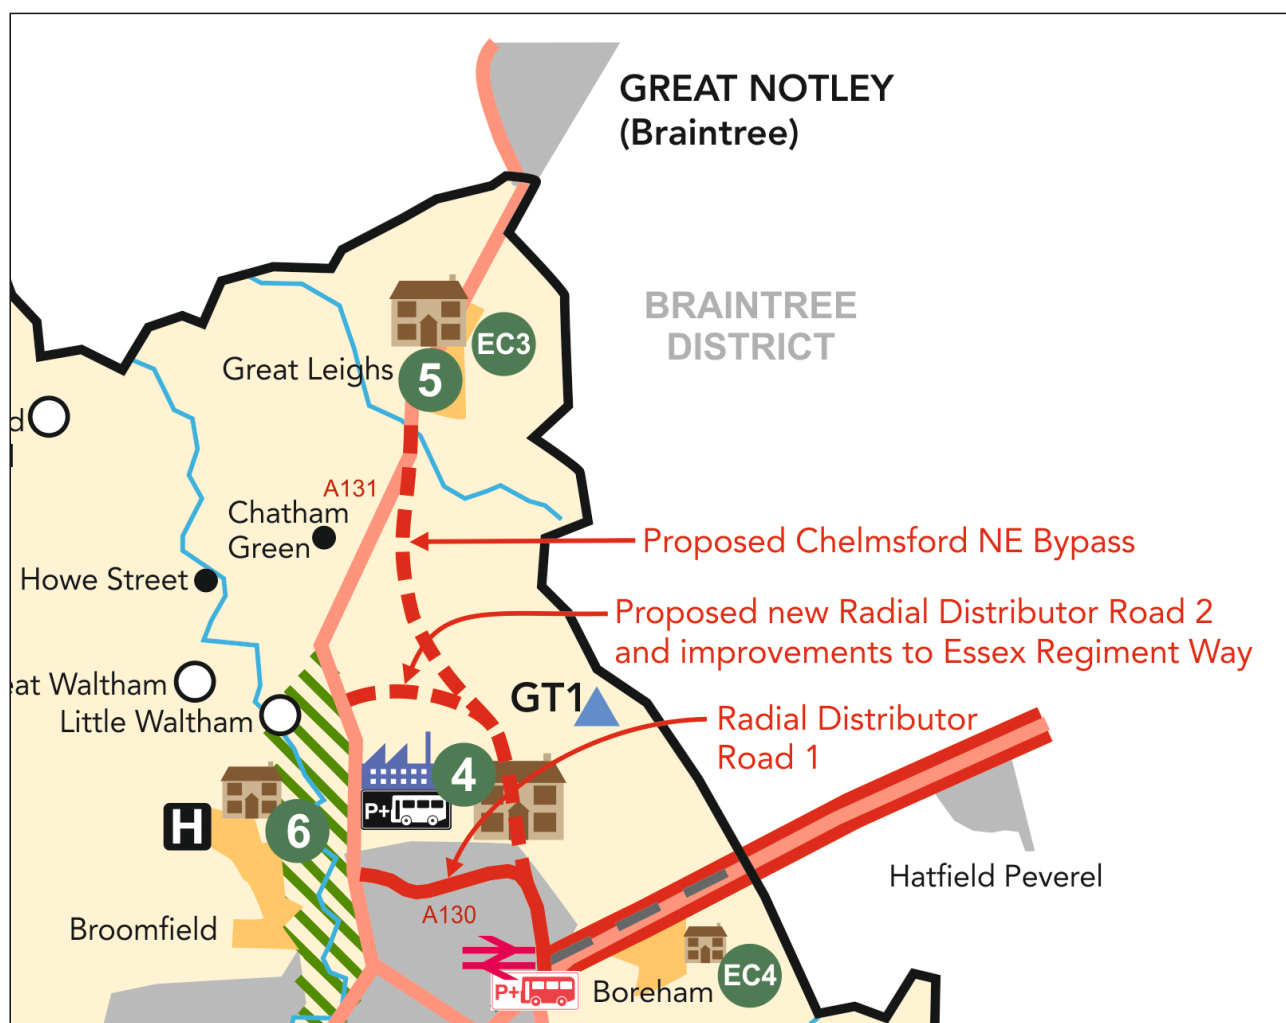 GREAT NOTLEY
(Braintree)
BRAINTREE
DISTRICT
EC3
Great Leighs
5
A131
Chatham
Green
Proposed Chelmsford NE Bypass
Howe Street
Proposed new Radial Distributor Road 2
and improvements to Essex Regiment Way
eat Waltham
GT1
Little Waltham
Radial Distributor
Road 1
4
P+
H
6
Hatfield Peverel
A130
Broomfield
EC4
P+
Boreham